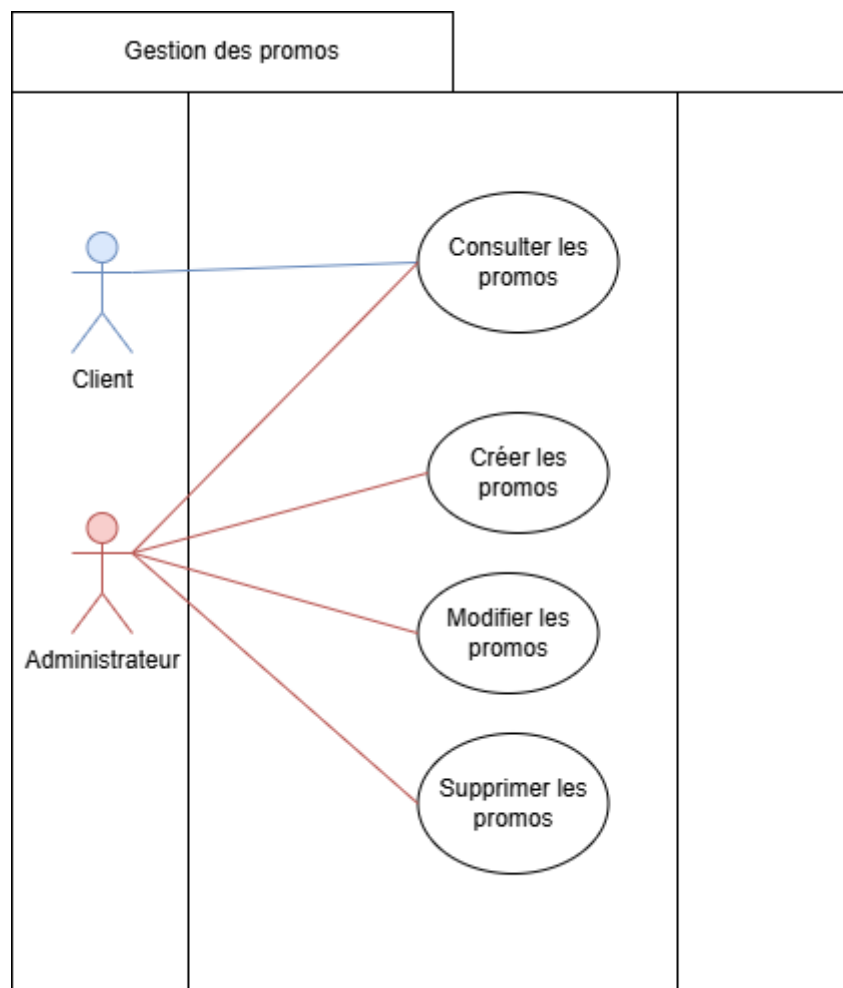 Gestion des promos
Consulter les
promos
Client
Créer les
promos
Modifier les
promos
Administrateur
Supprimer les
promos